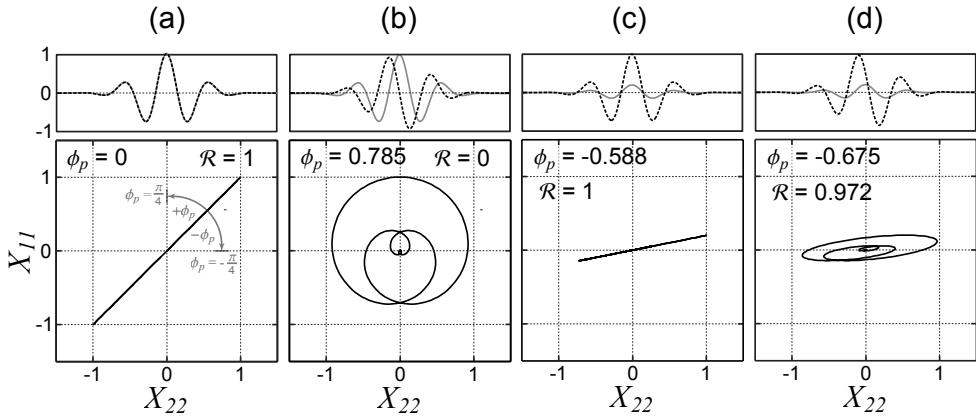 (a) (b) (c) (d)
1
0
-1
ϕp = 0 ℛ = 1
ϕp = π/4
+ϕp
-ϕp
ϕp = -π/4
ϕp = 0.785 ℛ = 0
ϕp = -0.588
ℛ = 1
ϕp = -0.675
ℛ = 0.972
X11
1
0
-1
-1 0 1 -1 0 1 -1 0 1 -1 0 1
X22 X22 X22 X22